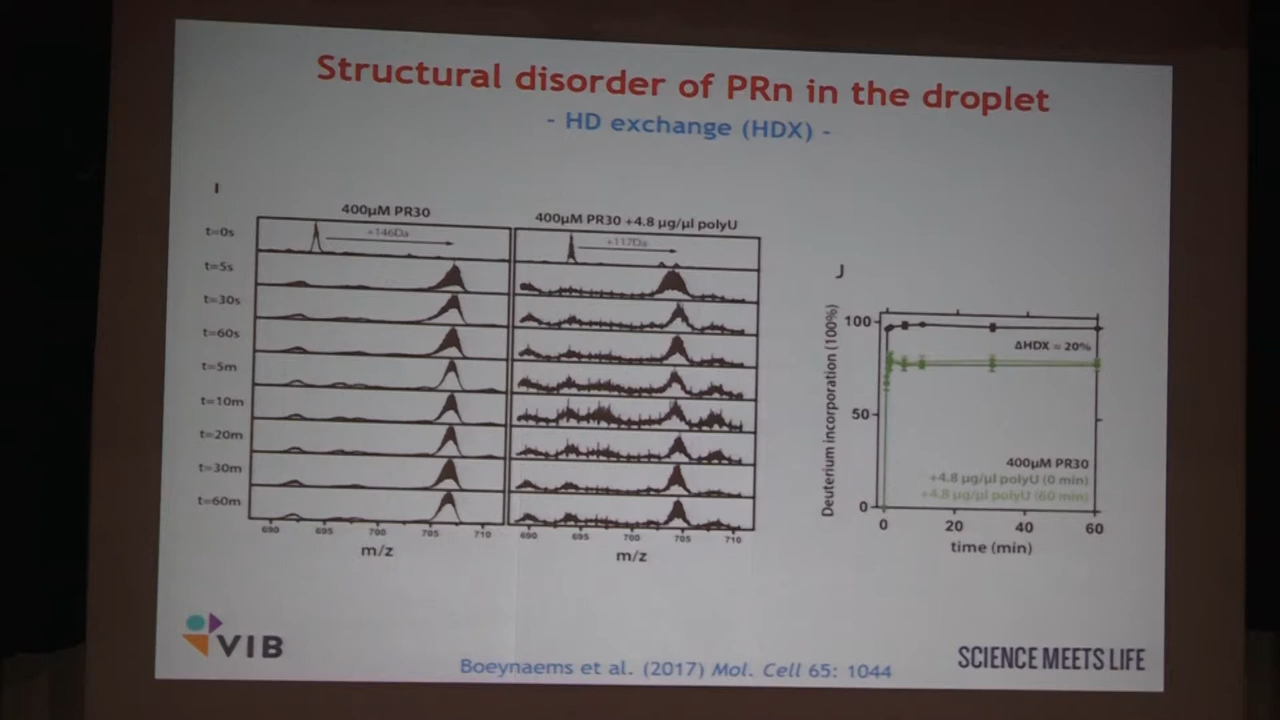 Structural disorder of PRn in the droplet
- HD exchange (HDX) -
I
400µM PR30
400µM PR30 +4.8 µg/µl polyU
t=0s
+146Da
+117Da
t=5s
t=30s
t=60s
t=5m
t=10m
t=20m
t=30m
t=60m
690 695 700 705 710
690 695 700 705 710
m/z
m/z
J
Deuterium incorporation (100%)
100
50
0
ΔHDX = 20%
400µM PR30
+4.8 µg/µl polyU (0 min)
+4.8 µg/µl polyU (60 min)
0 20 40 60
time (min)
VIB
Boeynaems et al. (2017) Mol. Cell 65: 1044
SCIENCE MEETS LIFE